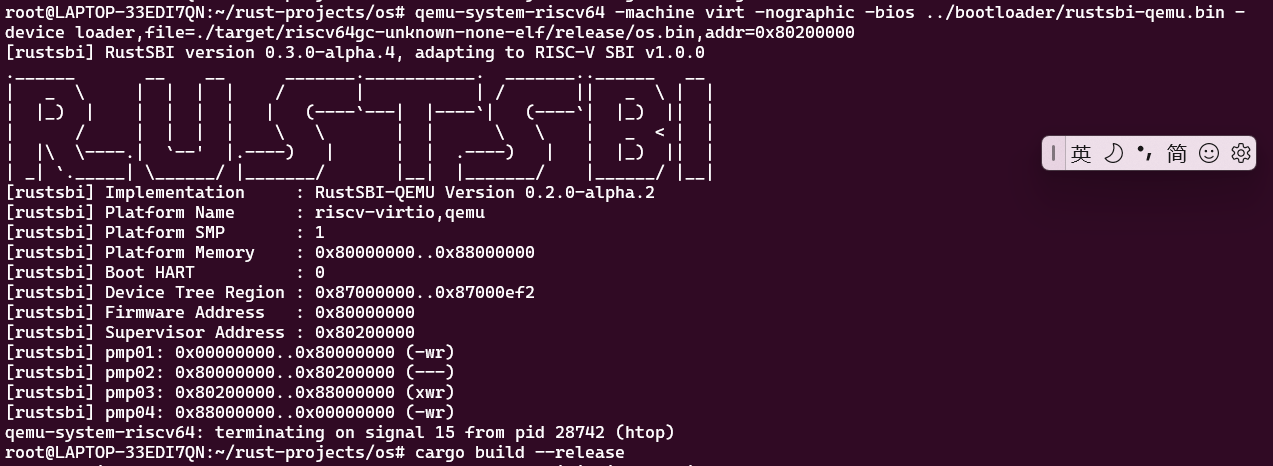 root@LAPTOP-33EDI7QN:~/rust-projects/os# qemu-system-riscv64 -machine virt -nographic -bios ../bootloader/rustsbi-qemu.bin -
device loader,file=./target/riscv64gc-unknown-none-elf/release/os.bin,addr=0x80200000
[rustsbi] RustSBI version 0.3.0-alpha.4, adapting to RISC-V SBI v1.0.0
.______       __    __      _______.___________.  _______..______   __
|   _  \     |  |  |  |    /       |           | /       ||   _  \ |  |
|  |_)  |    |  |  |  |   |   (----`---|  |----`|   (----`|  |_)  ||  |
|      /     |  |  |  |    \   \       |  |      \   \    |   _  < |  |
|  |\  \----.|  `--'  |.----)   |      |  |  .----)   |   |  |_)  ||  |
| _| `._____| \______/ |_______/       |__|  |_______/    |______/ |__|
英 简
[rustsbi] Implementation     : RustSBI-QEMU Version 0.2.0-alpha.2
[rustsbi] Platform Name      : riscv-virtio,qemu
[rustsbi] Platform SMP       : 1
[rustsbi] Platform Memory    : 0x80000000..0x88000000
[rustsbi] Boot HART          : 0
[rustsbi] Device Tree Region : 0x87000000..0x87000ef2
[rustsbi] Firmware Address   : 0x80000000
[rustsbi] Supervisor Address : 0x80200000
[rustsbi] pmp01: 0x00000000..0x80000000 (-wr)
[rustsbi] pmp02: 0x80000000..0x80200000 (---)
[rustsbi] pmp03: 0x80200000..0x88000000 (xwr)
[rustsbi] pmp04: 0x88000000..0x00000000 (-wr)
qemu-system-riscv64: terminating on signal 15 from pid 28742 (htop)
root@LAPTOP-33EDI7QN:~/rust-projects/os# cargo build --release